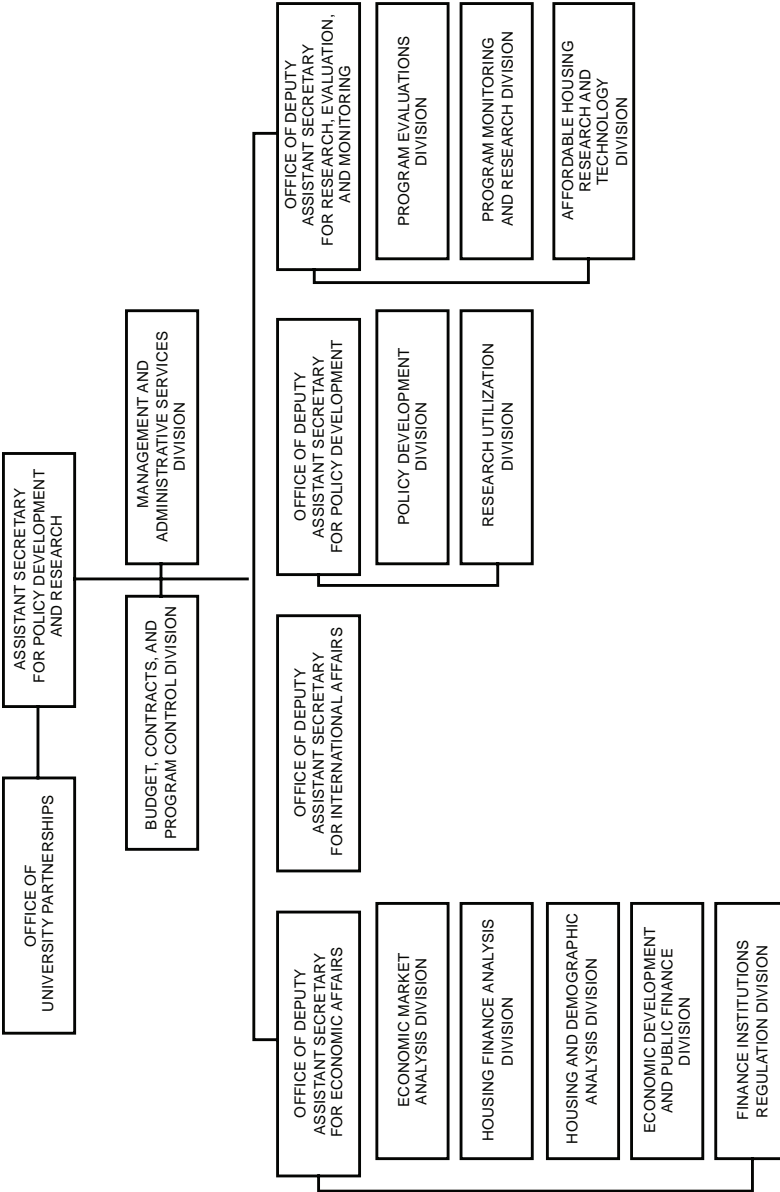 ASSISTANT SECRETARY
FOR POLICY DEVELOPMENT
AND RESEARCH
OFFICE OF
UNIVERSITY PARTNERSHIPS
BUDGET, CONTRACTS, AND
PROGRAM CONTROL DIVISION
MANAGEMENT AND
ADMINISTRATIVE SERVICES
DIVISION
OFFICE OF DEPUTY
ASSISTANT SECRETARY
FOR ECONOMIC AFFAIRS
ECONOMIC MARKET
ANALYSIS DIVISION
HOUSING FINANCE ANALYSIS
DIVISION
HOUSING AND DEMOGRAPHIC
ANALYSIS DIVISION
ECONOMIC DEVELOPMENT
AND PUBLIC FINANCE
DIVISION
FINANCE INSTITUTIONS
REGULATION DIVISION
OFFICE OF DEPUTY
ASSISTANT SECRETARY
FOR INTERNATIONAL AFFAIRS
OFFICE OF DEPUTY
ASSISTANT SECRETARY
FOR POLICY DEVELOPMENT
POLICY DEVELOPMENT
DIVISION
RESEARCH UTILIZATION
DIVISION
OFFICE OF DEPUTY
ASSISTANT SECRETARY
FOR RESEARCH, EVALUATION,
AND MONITORING
PROGRAM EVALUATIONS
DIVISION
PROGRAM MONITORING
AND RESEARCH DIVISION
AFFORDABLE HOUSING
RESEARCH AND
TECHNOLOGY
DIVISION